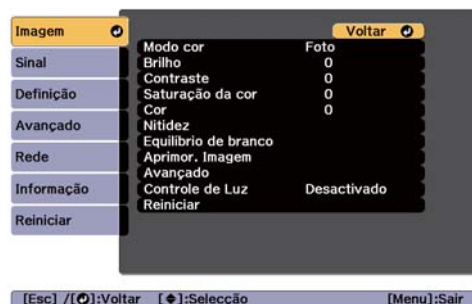 Imagem
Sinal
Definição
Avançado
Rede
Informação
Reiniciar
Voltar
Modo cor Foto
Brilho 0
Contraste 0
Saturação da cor 0
Cor 0
Nitidez
Equilíbrio de branco
Aprimor. Imagem
Avançado
Controle de Luz Desactivado
Reiniciar
[Esc] /[ ]:Voltar [ ]:Selecção [Menu]:Sair